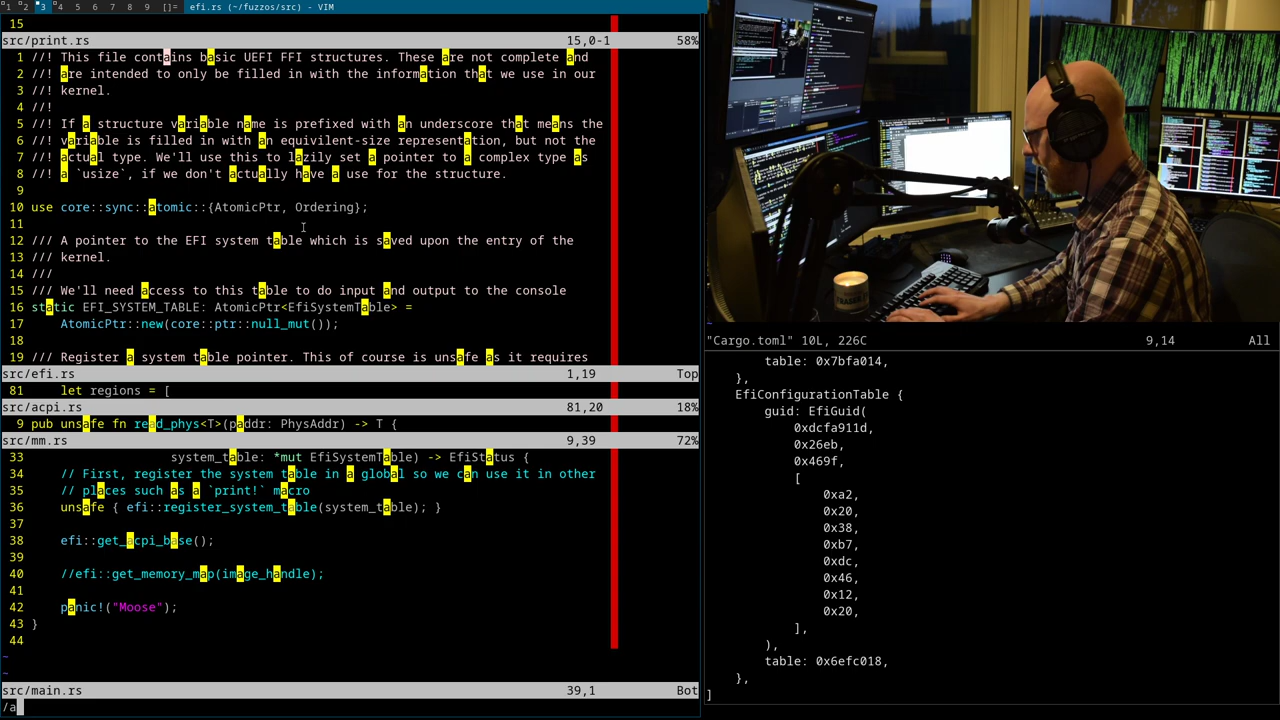 1 2 3 4 5 6 7 8 9 []= efi.rs (~/fuzzos/src) - VIM
15
src/print.rs 15,0-1 58%
1 //! This file contains basic UEFI FFI structures. These are not complete and
2 //! are intended to only be filled in with the information that we use in our
3 //! kernel.
4 //!
5 //! If a structure variable name is prefixed with an underscore that means the
6 //! variable is filled in with an equivilent-size representation, but not the
7 //! actual type. We'll use this to lazily set a pointer to a complex type as
8 //! a `usize`, if we don't actually have a use for the structure.
9
10 use core::sync::atomic::{AtomicPtr, Ordering};
11
12 /// A pointer to the EFI system table which is saved upon the entry of the
13 /// kernel.
14 ///
15 /// We'll need access to this table to do input and output to the console
16 static EFI_SYSTEM_TABLE: AtomicPtr<EfiSystemTable> =
17     AtomicPtr::new(core::ptr::null_mut());
18
19 /// Register a system table pointer. This of course is unsafe as it requires
src/efi.rs 1,19 Top
81     let regions = [
src/acpi.rs 81,20 18%
9 pub unsafe fn read_phys<T>(paddr: PhysAddr) -> T {
src/mm.rs 9,39 72%
33                    system_table: *mut EfiSystemTable) -> EfiStatus {
34     // First, register the system table in a global so we can use it in other
35     // places such as a `print!` macro
36     unsafe { efi::register_system_table(system_table); }
37
38     efi::get_acpi_base();
39
40     //efi::get_memory_map(image_handle);
41
42     panic!("Moose");
43 }
44
~
~
src/main.rs 39,1 Bot
/a
~
"Cargo.toml" 10L, 226C 9,14 All
table: 0x7bfa014,
},
EfiConfigurationTable {
guid: EfiGuid(
0xdcfa911d,
0x26eb,
0x469f,
[
0xa2,
0x20,
0x38,
0xb7,
0xdc,
0x46,
0x12,
0x20,
],
),
table: 0x6efc018,
},
]